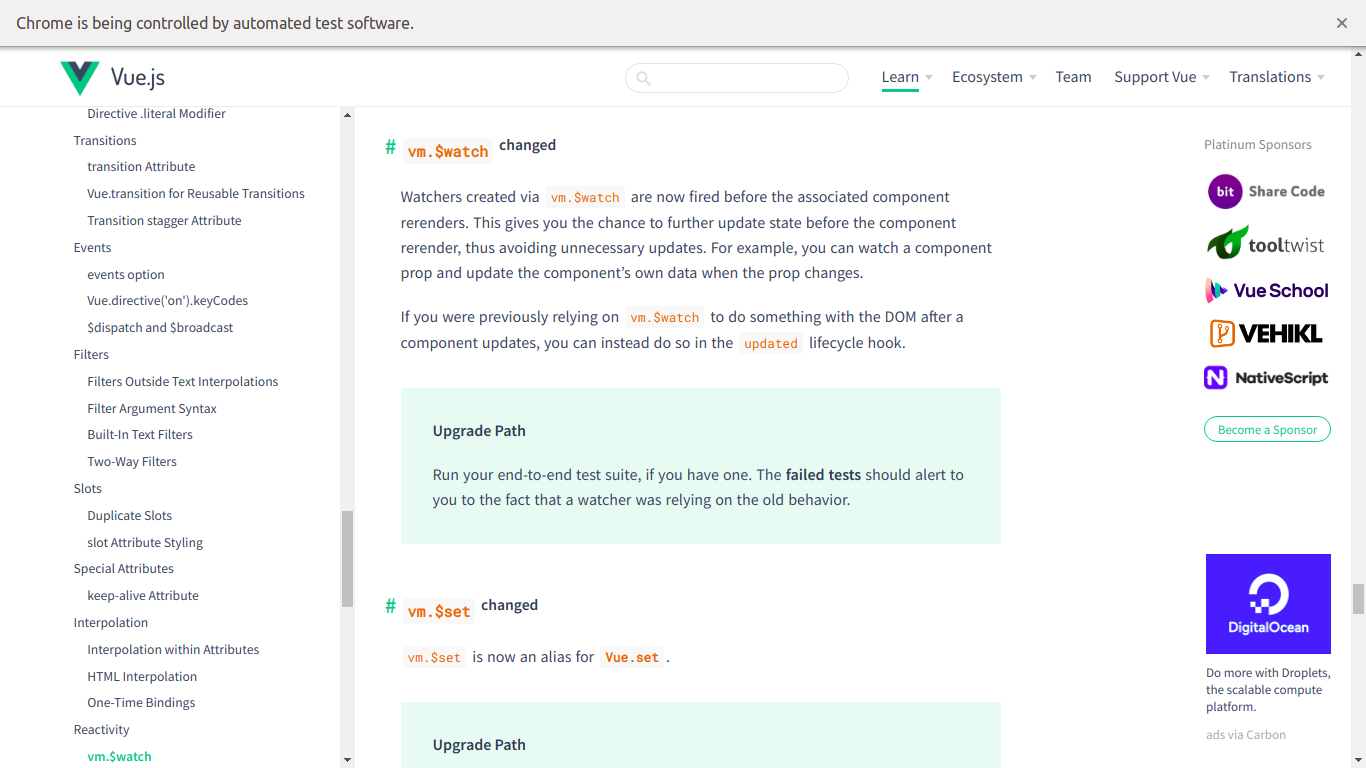 Chrome is being controlled by automated test software.
Vue.js
Learn
Ecosystem
Team
Support Vue
Translations
Directive .literal Modifier
Transitions
transition Attribute
Vue.transition for Reusable Transitions
Transition stagger Attribute
Events
events option
Vue.directive('on').keyCodes
$dispatch and $broadcast
Filters
Filters Outside Text Interpolations
Filter Argument Syntax
Built-In Text Filters
Two-Way Filters
Slots
Duplicate Slots
slot Attribute Styling
Special Attributes
keep-alive Attribute
Interpolation
Interpolation within Attributes
HTML Interpolation
One-Time Bindings
Reactivity
vm.$watch
# vm.$watch changed
Watchers created via vm.$watch are now fired before the associated component
rerenders. This gives you the chance to further update state before the component
rerender, thus avoiding unnecessary updates. For example, you can watch a component
prop and update the component’s own data when the prop changes.
If you were previously relying on vm.$watch to do something with the DOM after a
component updates, you can instead do so in the updated lifecycle hook.
Upgrade Path
Run your end-to-end test suite, if you have one. The failed tests should alert to
you to the fact that a watcher was relying on the old behavior.
# vm.$set changed
vm.$set is now an alias for Vue.set .
Upgrade Path
Platinum Sponsors
bit Share Code
tooltwist
Vue School
VEHIKL
NativeScript
Become a Sponsor
DigitalOcean
Do more with Droplets,
the scalable compute
platform.
ads via Carbon